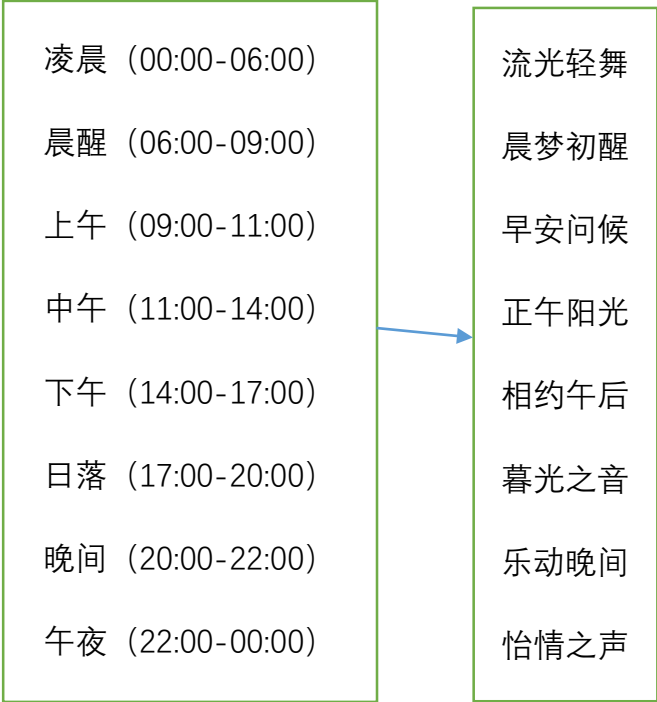 凌晨（00:00-06:00）
晨醒（06:00-09:00）
上午（09:00-11:00）
中午（11:00-14:00）
下午（14:00-17:00）
日落（17:00-20:00）
晚间（20:00-22:00）
午夜（22:00-00:00）
流光轻舞
晨梦初醒
早安问候
正午阳光
相约午后
暮光之音
乐动晚间
怡情之声